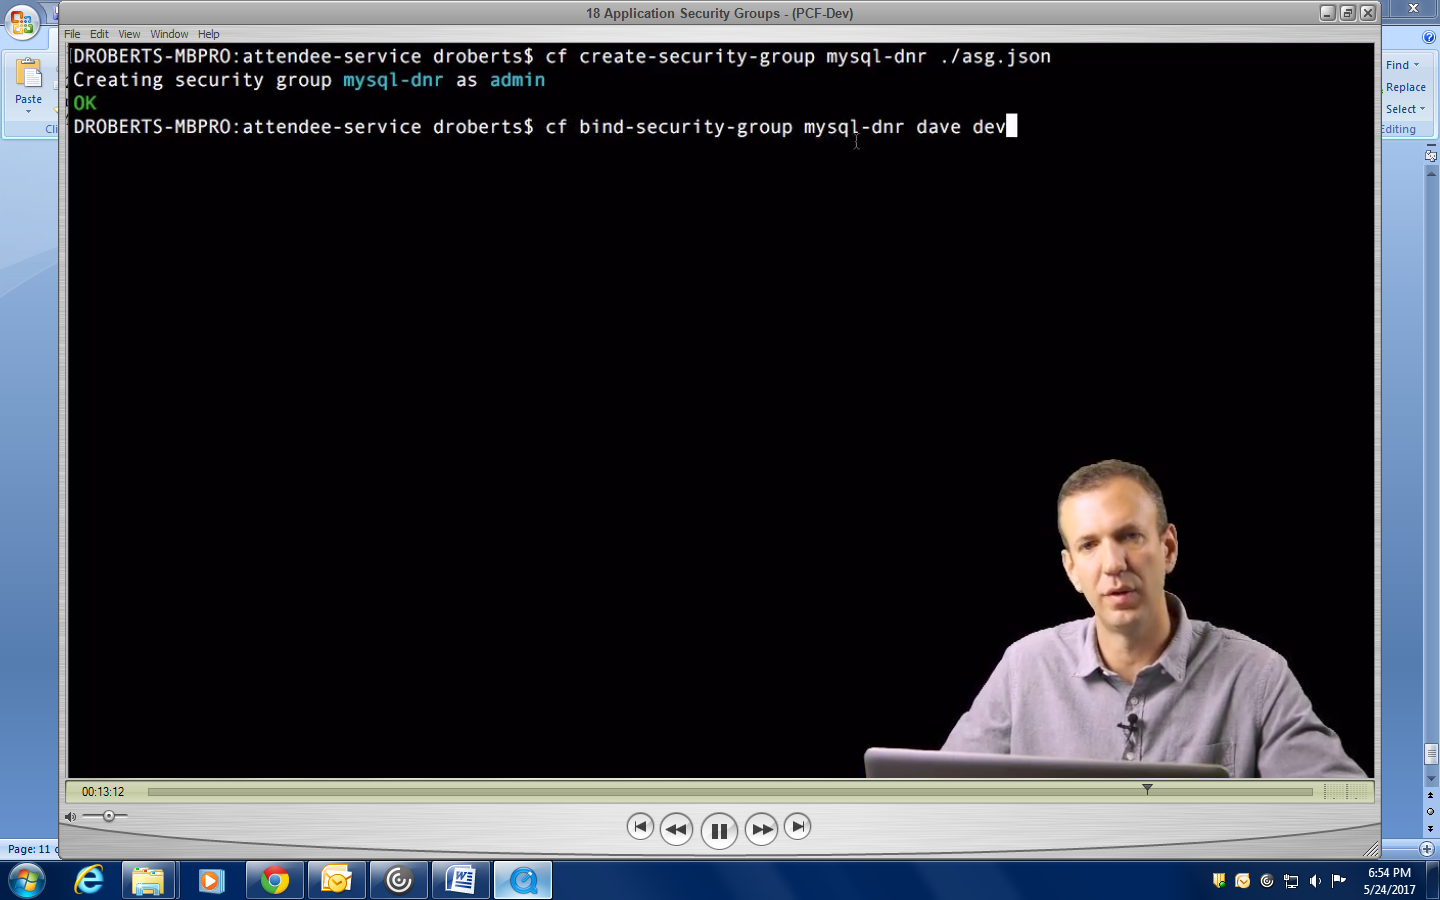 18 Application Security Groups - (PCF-Dev)
File Edit View Window Help
DROBERTS-MBPRO:attendee-service droberts$ cf create-security-group mysql-dnr ./asg.json
Creating security group mysql-dnr as admin
OK
DROBERTS-MBPRO:attendee-service droberts$ cf bind-security-group mysql-dnr dave dev
Paste
Find
Replace
Select
00:13:12
Page: 11
6:54 PM
5/24/2017